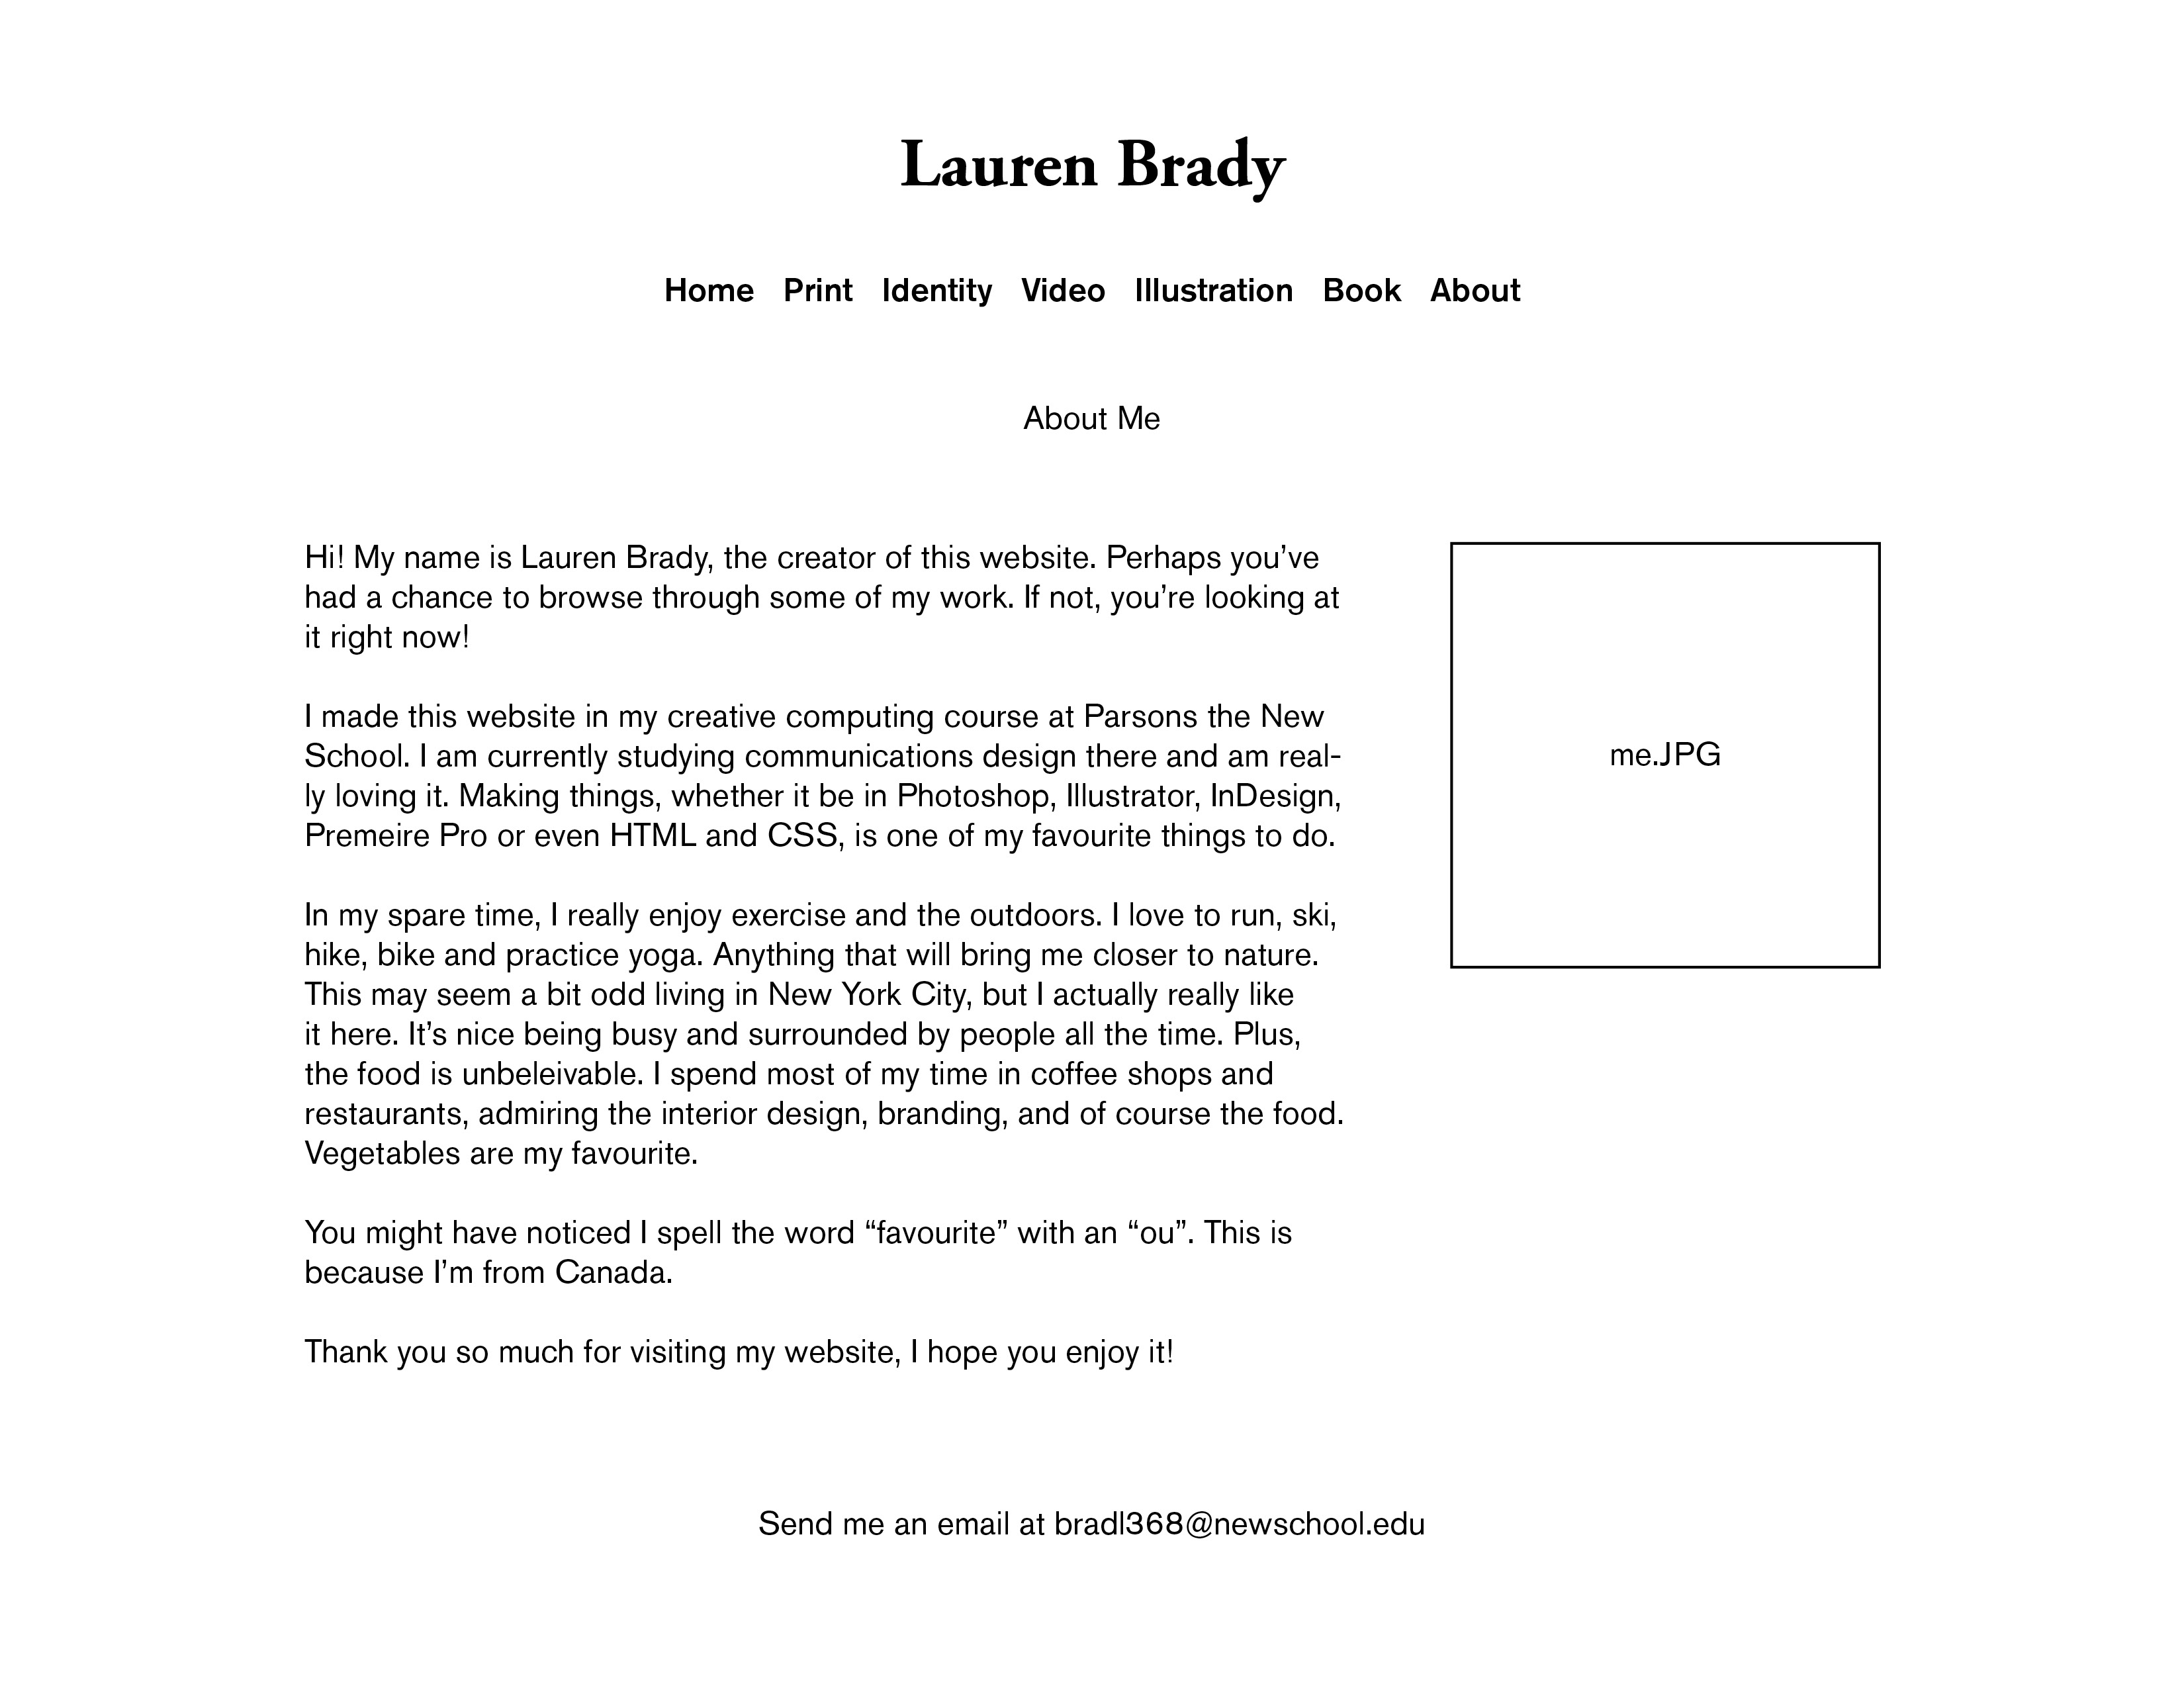 Lauren Brady
Home Print Identity Video Illustration Book About
About Me
Hi! My name is Lauren Brady, the creator of this website. Perhaps you’ve
had a chance to browse through some of my work. If not, you’re looking at
it right now!
I made this website in my creative computing course at Parsons the New
School. I am currently studying communications design there and am real-
ly loving it. Making things, whether it be in Photoshop, Illustrator, InDesign,
Premeire Pro or even HTML and CSS, is one of my favourite things to do.
In my spare time, I really enjoy exercise and the outdoors. I love to run, ski,
hike, bike and practice yoga. Anything that will bring me closer to nature.
This may seem a bit odd living in New York City, but I actually really like
it here. It’s nice being busy and surrounded by people all the time. Plus,
the food is unbeleivable. I spend most of my time in coffee shops and
restaurants, admiring the interior design, branding, and of course the food.
Vegetables are my favourite.
You might have noticed I spell the word “favourite” with an “ou”. This is
because I’m from Canada.
Thank you so much for visiting my website, I hope you enjoy it!
me.JPG
Send me an email at bradl368@newschool.edu